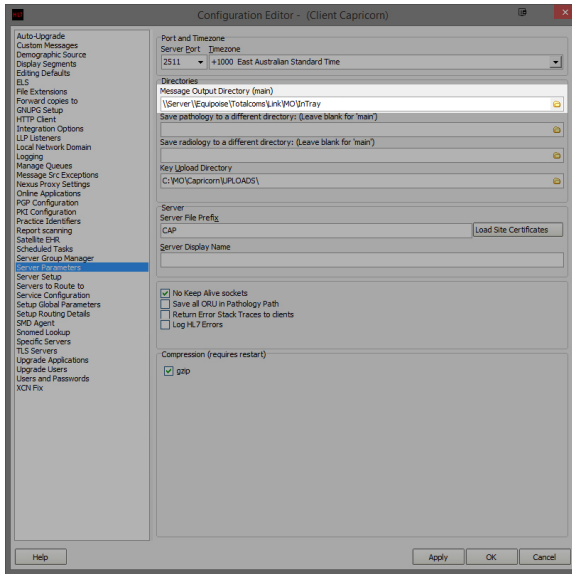 Configuration Editor - (Client Capricorn)
Auto-Upgrade
Custom Messages
Demographic Source
Display Segments
Editing Defaults
ELS
File Extensions
Forward copies to
GNUPG Setup
HTTP Client
Integration Options
LLP Listeners
Local Network Domain
Logging
Manage Queues
Message Src Exceptions
Nexus Proxy Settings
Online Applications
PGP Configuration
PKI Configuration
Practice Identifiers
Report scanning
Satellite EHR
Scheduled Tasks
Server Group Manager
Server Parameters
Server Setup
Servers to Route to
Service Configuration
Setup Global Parameters
Setup Routing Details
SMD Agent
Snomed Lookup
Specific Servers
TLS Servers
Upgrade Applications
Upgrade Users
Users and Passwords
XCN Fix
Port and Timezone
Server Port Timezone
2511 +1000 East Australian Standard Time
Directories
Message Output Directory (main)
\\Server\\Equipoise\Totalcoms\Link\MO\InTray
Save pathology to a different directory: (Leave blank for 'main')
Save radiology to a different directory: (Leave blank for 'main')
Key Upload Directory
C:\MO\Capricorn\UPLOADS\
Server
Server File Prefix
CAP Load Site Certificates
Server Display Name
No Keep Alive sockets
Save all ORU in Pathology Path
Return Error Stack Traces to clients
Log HL7 Errors
Compression (requires restart)
gzip
Help Apply OK Cancel